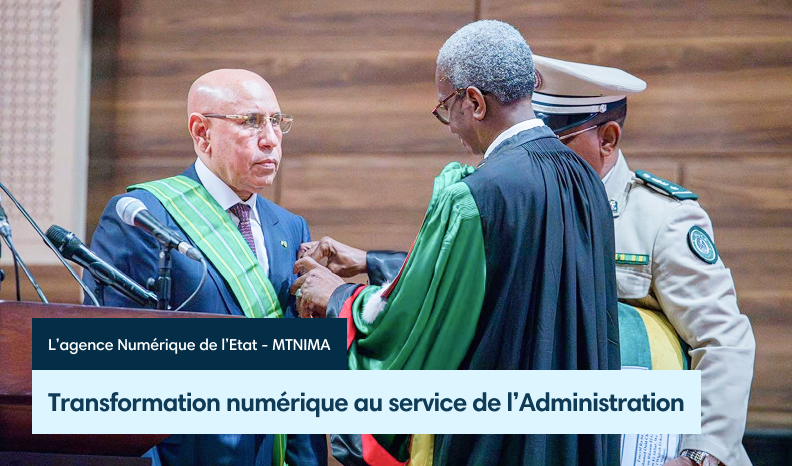 L'agence Numérique de l'Etat - MTNIMA
Transformation numérique au service de l'Administration